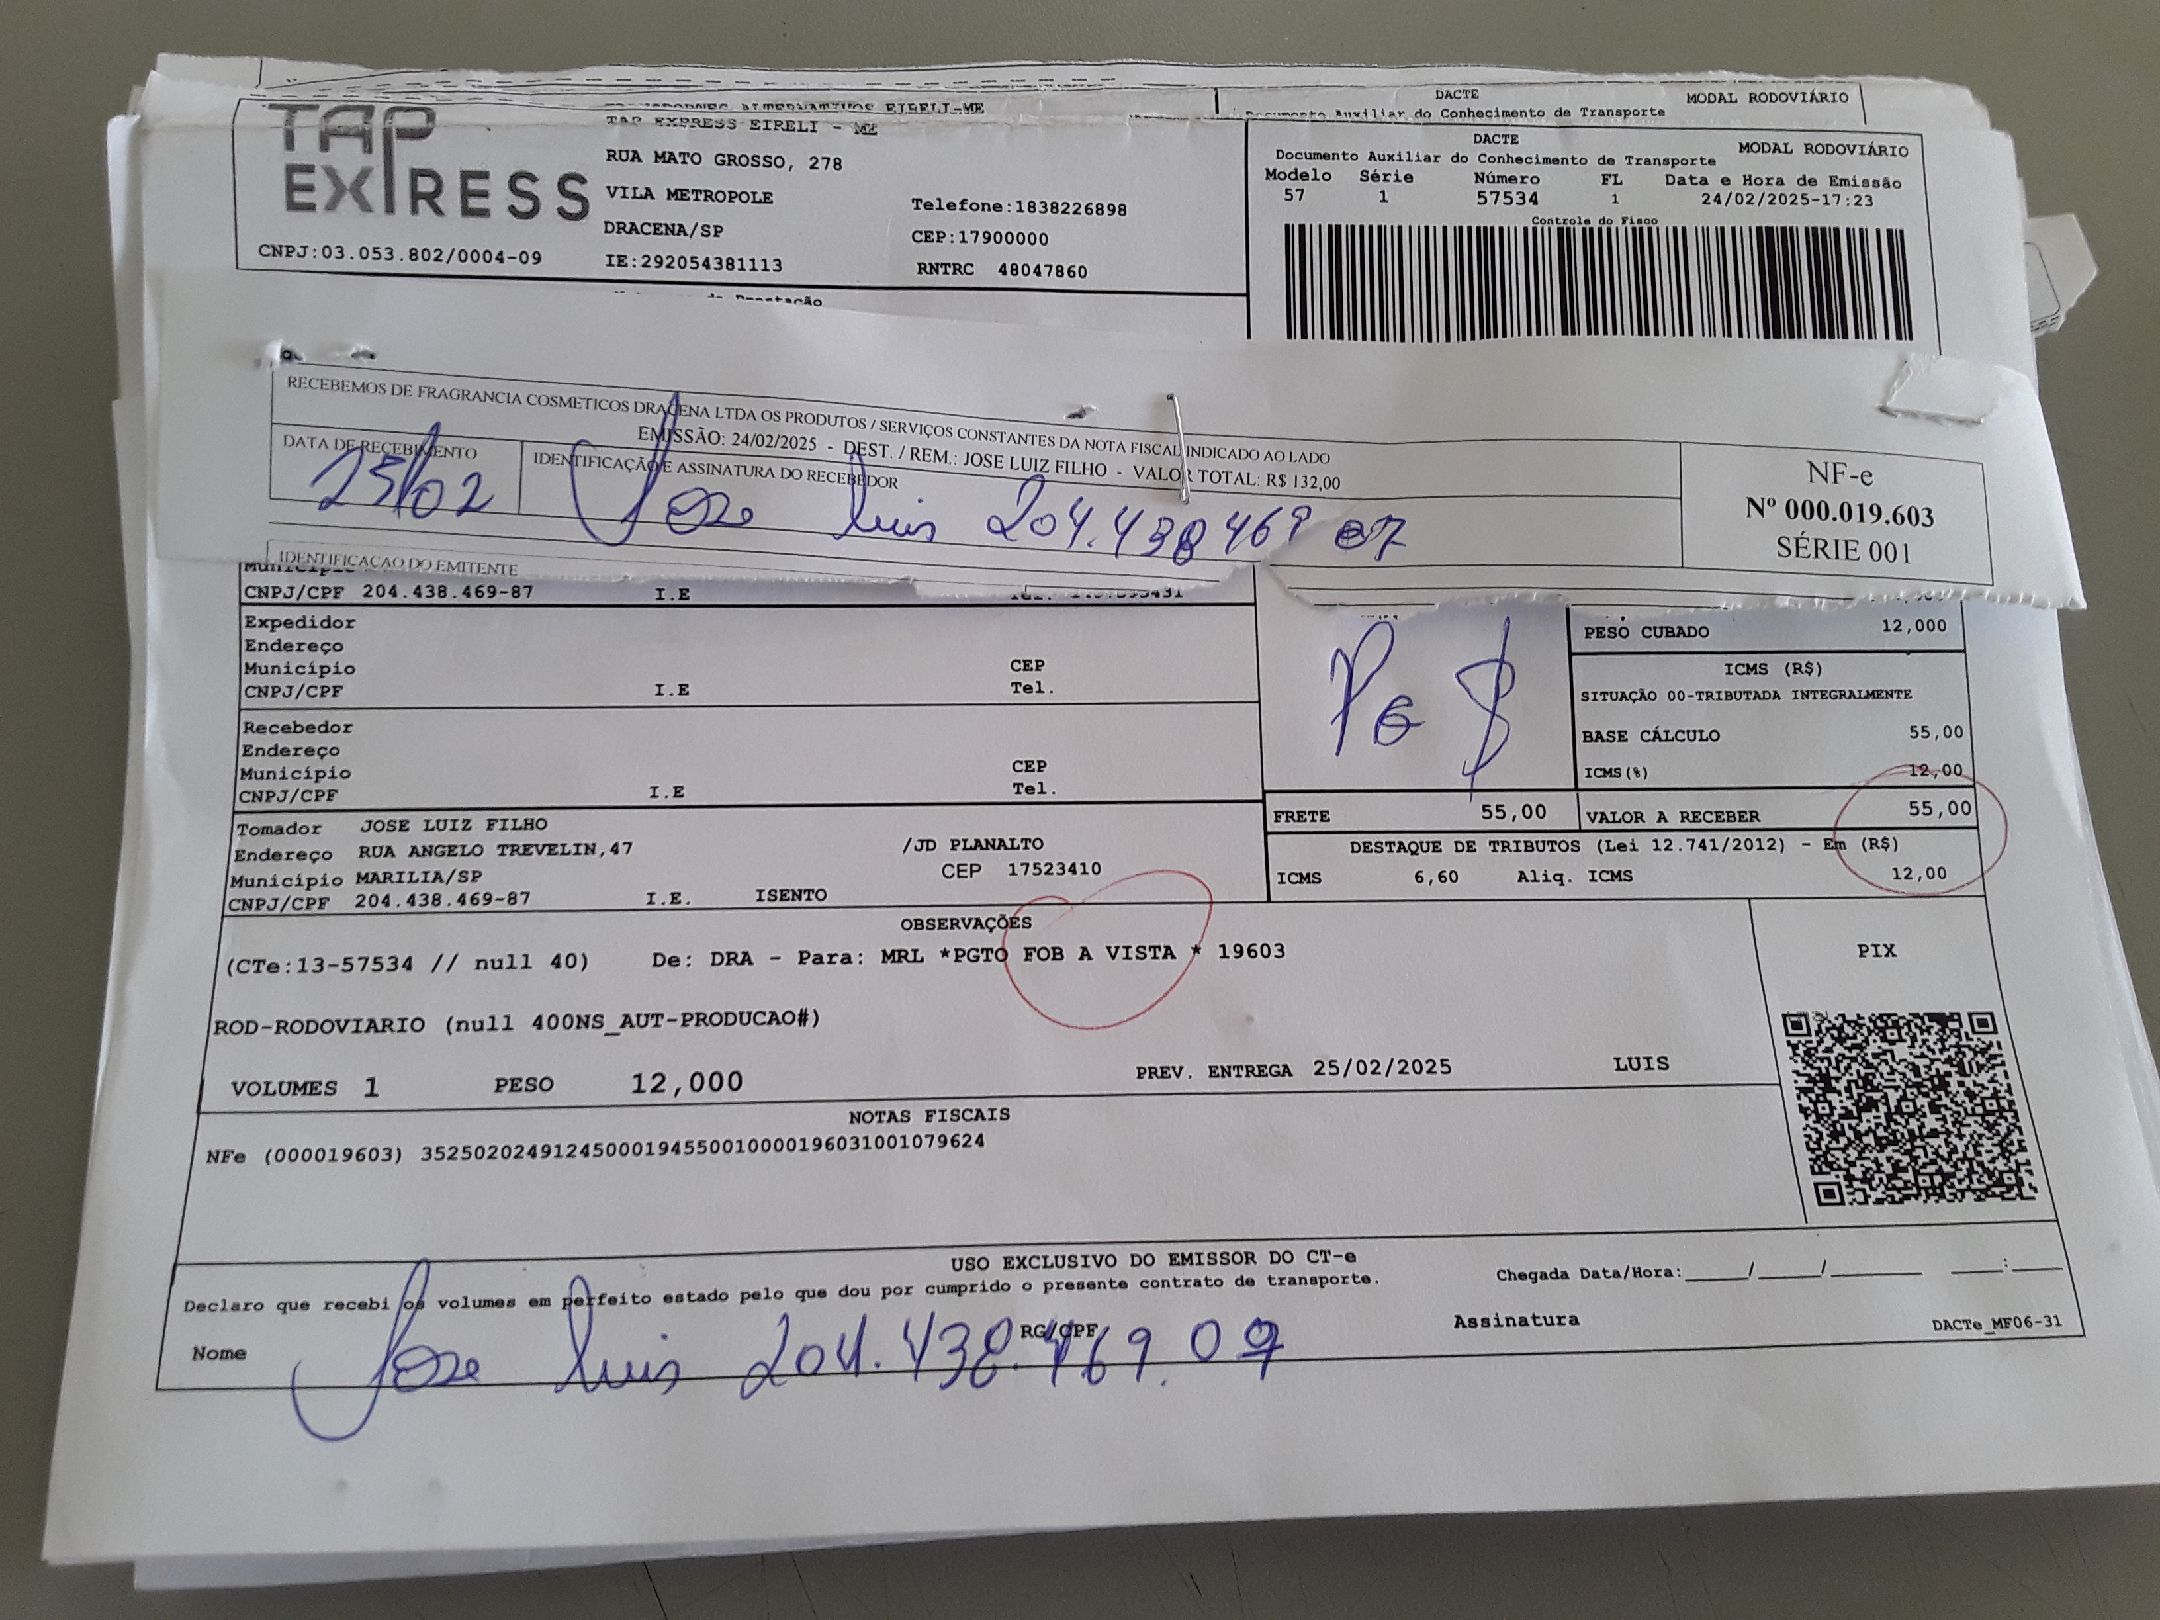 DACTE MODAL RODOVIÁRIO
Documento Auxiliar do Conhecimento de Transporte
TAP EXPRESS
TAP EXPRESS EIRELI - ME
RUA MATO GROSSO, 278
VILA METROPOLE
Telefone:1838226898
DRACENA/SP
CEP:17900000
CNPJ:03.053.802/0004-09
IE:292054381113
RNTRC 48047860
DACTE MODAL RODOVIÁRIO
Documento Auxiliar do Conhecimento de Transporte
Modelo Série Número FL Data e Hora de Emissão
57 1 57534 1 24/02/2025-17:23
Controle do Fisco
RECEBEMOS DE FRAGRANCIA COSMETICOS DRACENA LTDA OS PRODUTOS / SERVIÇOS CONSTANTES DA NOTA FISCAL INDICADO AO LADO
EMISSÃO: 24/02/2025 - DEST. / REM.: JOSE LUIZ FILHO - VALOR TOTAL: R$ 132,00
DATA DE RECEBIMENTO
25/02
IDENTIFICAÇÃO E ASSINATURA DO RECEBEDOR
Jose luis 204.438 469 87
NF-e
Nº 000.019.603
SÉRIE 001
IDENTIFICAÇÃO DO EMITENTE
CNPJ/CPF 204.438.469-87 I.E
Expedidor
Endereço
Município CEP
CNPJ/CPF I.E Tel.
Recebedor
Endereço
Município CEP
CNPJ/CPF I.E Tel.
Pg $
PESO CUBADO 12,000
ICMS (R$)
SITUAÇÃO 00-TRIBUTADA INTEGRALMENTE
BASE CÁLCULO 55,00
ICMS(%) 12,00
FRETE 55,00 VALOR A RECEBER 55,00
Tomador JOSE LUIZ FILHO
Endereço RUA ANGELO TREVELIN,47 /JD PLANALTO
Município MARILIA/SP CEP 17523410
CNPJ/CPF 204.438.469-87 I.E. ISENTO
DESTAQUE DE TRIBUTOS (Lei 12.741/2012) - Em (R$)
ICMS 6,60 Aliq. ICMS 12,00
OBSERVAÇÕES
(CTe:13-57534 // null 40) De: DRA - Para: MRL *PGTO FOB A VISTA * 19603
ROD-RODOVIARIO (null 400NS_AUT-PRODUCAO#)
VOLUMES 1 PESO 12,000 PREV. ENTREGA 25/02/2025 LUIS
PIX
NOTAS FISCAIS
NFe (000019603) 35250202491245000194550010000196031001079624
USO EXCLUSIVO DO EMISSOR DO CT-e
Declaro que recebi os volumes em perfeito estado pelo que dou por cumprido o presente contrato de transporte.
Chegada Data/Hora:____/____/______ ____:____
Nome Jose luis RG/CPF 204.438.469.07
Assinatura
DACTe_MF06-31